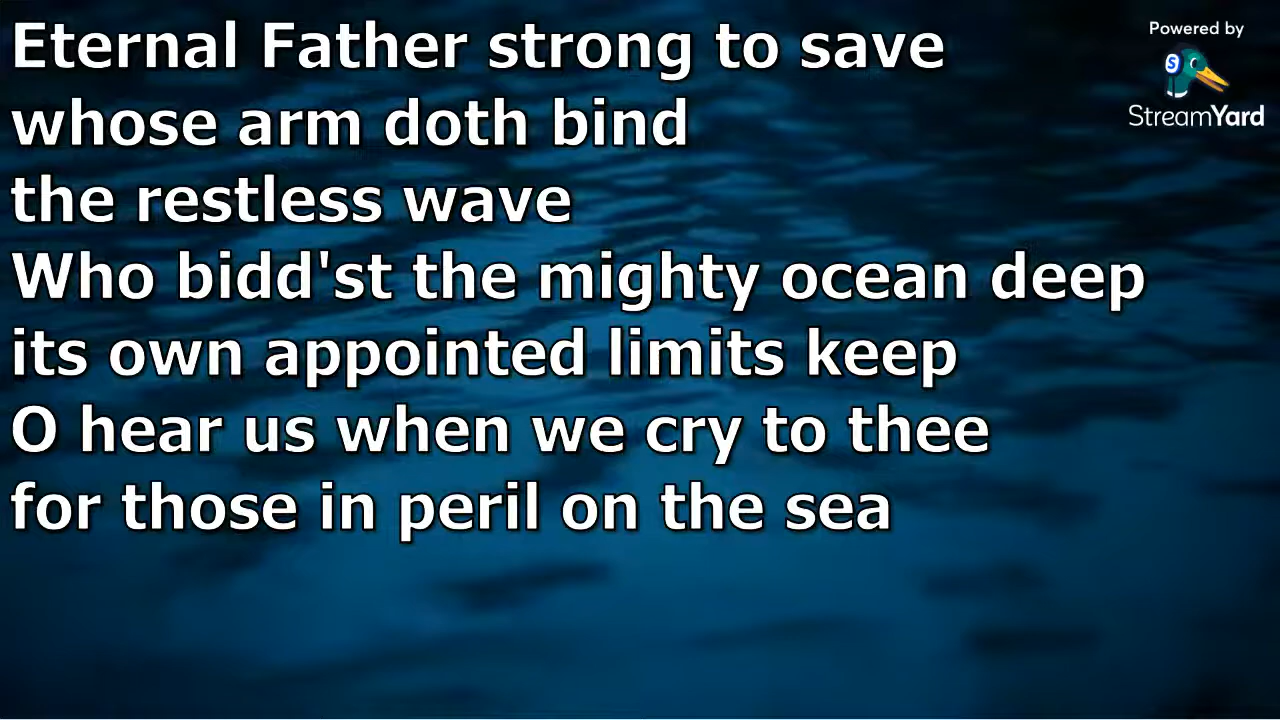 Eternal Father strong to save
whose arm doth bind
the restless wave
Who bidd'st the mighty ocean deep
its own appointed limits keep
O hear us when we cry to thee
for those in peril on the sea
Powered by
S
StreamYard